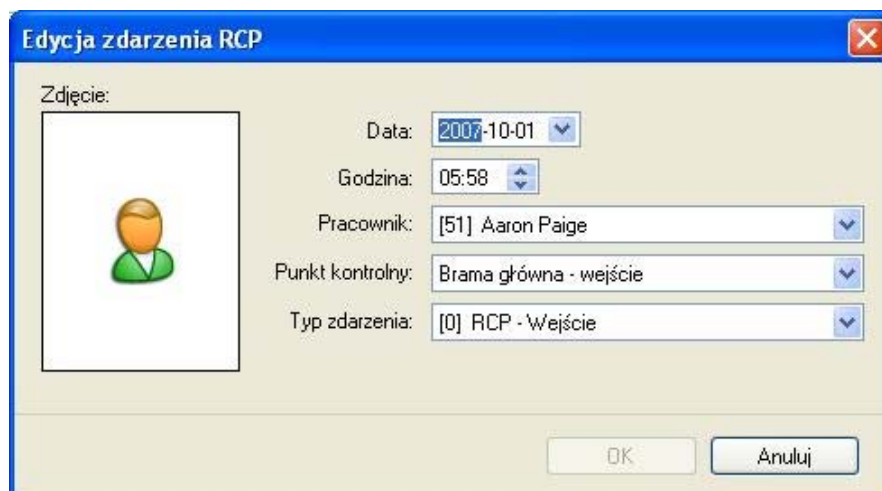 Edycja zdarzenia RCP
Zdjęcie:
Data: 2007-10-01
Godzina: 05:58
Pracownik: [51] Aaron Paige
Punkt kontrolny: Brama główna - wejście
Typ zdarzenia: [0] RCP - Wejście
OK Anuluj